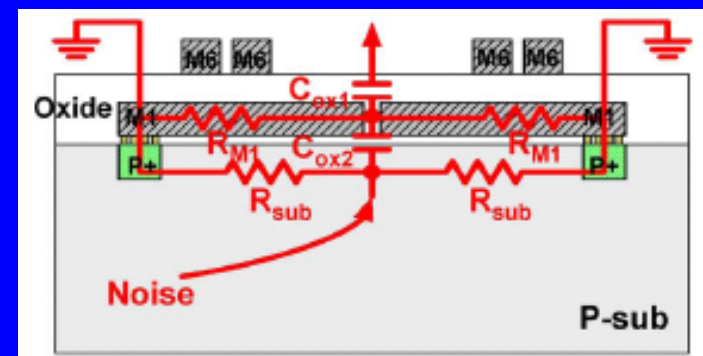 M6 M6 M6 M6
Cox1
Oxide M1 M1
RM1 Cox2 RM1
P+ P+
Rsub Rsub
Noise
P-sub